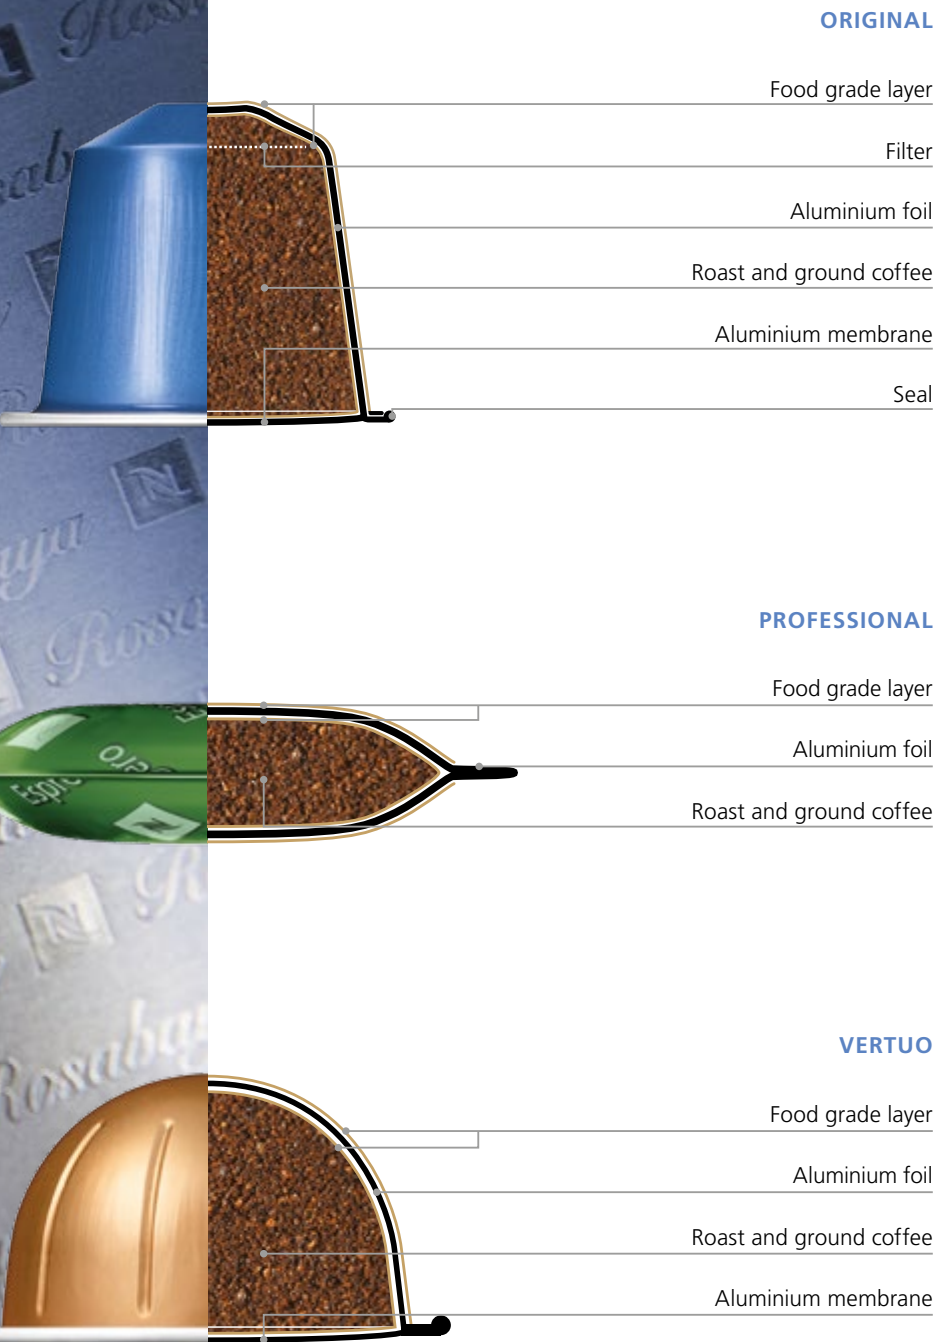 ORIGINAL
Food grade layer
Filter
Aluminium foil
Roast and ground coffee
Aluminium membrane
Seal
PROFESSIONAL
Food grade layer
Aluminium foil
Roast and ground coffee
VERTUO
Food grade layer
Aluminium foil
Roast and ground coffee
Aluminium membrane